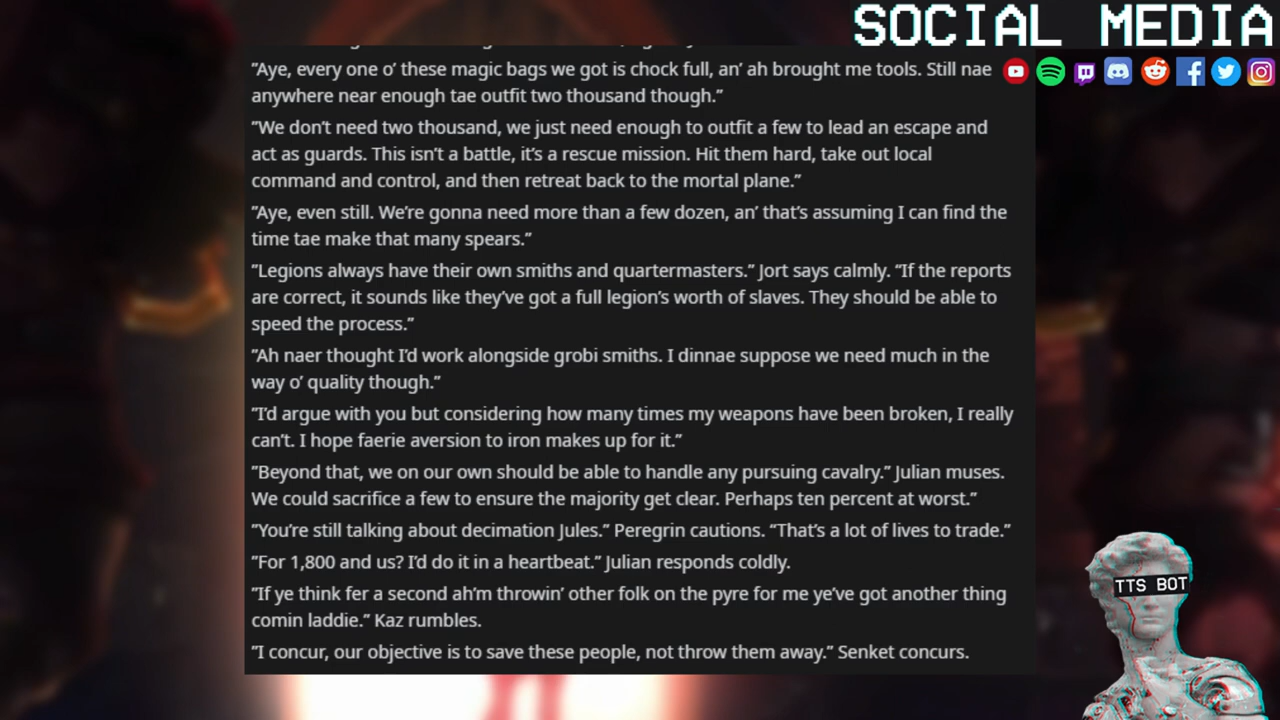 SOCIAL MEDIA
"Aye, every one o' these magic bags we got is chock full, an' ah brought me tools. Still nae
anywhere near enough tae outfit two thousand though."
"We don't need two thousand, we just need enough to outfit a few to lead an escape and
act as guards. This isn't a battle, it's a rescue mission. Hit them hard, take out local
command and control, and then retreat back to the mortal plane."
"Aye, even still. We're gonna need more than a few dozen, an' that's assuming I can find the
time tae make that many spears."
"Legions always have their own smiths and quartermasters." Jort says calmly. "If the reports
are correct, it sounds like they've got a full legion's worth of slaves. They should be able to
speed the process."
"Ah naer thought I'd work alongside grobi smiths. I dinnae suppose we need much in the
way o' quality though."
"I'd argue with you but considering how many times my weapons have been broken, I really
can't. I hope faerie aversion to iron makes up for it."
"Beyond that, we on our own should be able to handle any pursuing cavalry." Julian muses.
We could sacrifice a few to ensure the majority get clear. Perhaps ten percent at worst."
"You're still talking about decimation Jules." Peregrin cautions. "That's a lot of lives to trade."
"For 1,800 and us? I'd do it in a heartbeat." Julian responds coldly.
"If ye think fer a second ah'm throwin' other folk on the pyre for me ye've got another thing
comin laddie." Kaz rumbles.
"I concur, our objective is to save these people, not throw them away." Senket concurs.
TTS BOT